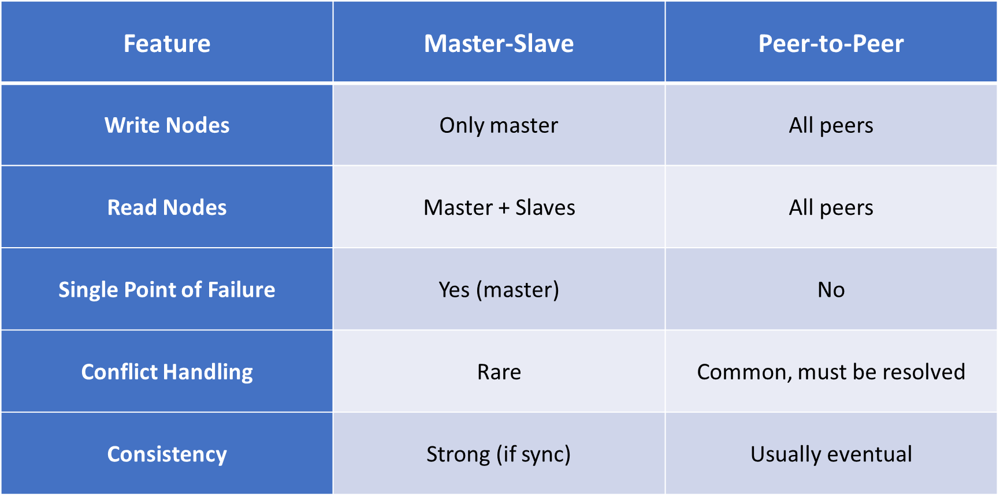 Feature Master-Slave Peer-to-Peer
Write Nodes Only master All peers
Read Nodes Master + Slaves All peers
Single Point of Failure Yes (master) No
Conflict Handling Rare Common, must be resolved
Consistency Strong (if sync) Usually eventual